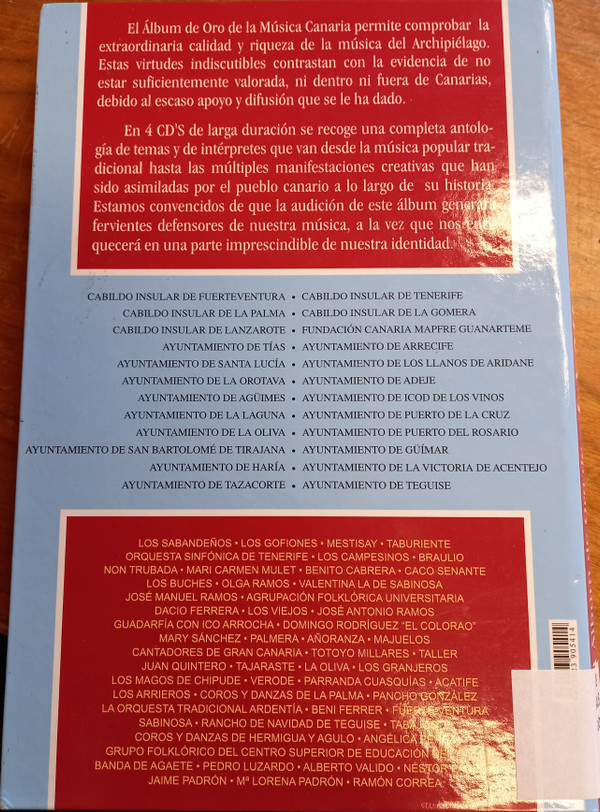 El Álbum de Oro de la Música Canaria permite comprobar la
extraordinaria calidad y riqueza de la música del Archipiélago.
Estas virtudes indiscutibles contrastan con la evidencia de no
estar suficientemente valorada, ni dentro ni fuera de Canarias,
debido al escaso apoyo y difusión que se le ha dado.
En 4 CD'S de larga duración se recoge una completa antolo-
gía de temas y de intérpretes que van desde la música popular tra-
dicional hasta las múltiples manifestaciones creativas que han
sido asimiladas por el pueblo canario a lo largo de su historia.
Estamos convencidos de que la audición de este álbum generará
fervientes defensores de nuestra música, a la vez que nos
quecerá en una parte imprescindible de nuestra identidad.
CABILDO INSULAR DE FUERTEVENTURA • CABILDO INSULAR DE TENERIFE
CABILDO INSULAR DE LA PALMA • CABILDO INSULAR DE LA GOMERA
CABILDO INSULAR DE LANZAROTE • FUNDACIÓN CANARIA MAPFRE GUANARTEME
AYUNTAMIENTO DE TÍAS • AYUNTAMIENTO DE ARRECIFE
AYUNTAMIENTO DE SANTA LUCÍA • AYUNTAMIENTO DE LOS LLANOS DE ARIDANE
AYUNTAMIENTO DE LA OROTAVA • AYUNTAMIENTO DE ADEJE
AYUNTAMIENTO DE AGÜIMES • AYUNTAMIENTO DE ICOD DE LOS VINOS
AYUNTAMIENTO DE LA LAGUNA • AYUNTAMIENTO DE PUERTO DE LA CRUZ
AYUNTAMIENTO DE LA OLIVA • AYUNTAMIENTO DE PUERTO DEL ROSARIO
AYUNTAMIENTO DE SAN BARTOLOMÉ DE TIRAJANA • AYUNTAMIENTO DE GÜÍMAR
AYUNTAMIENTO DE HARÍA • AYUNTAMIENTO DE LA VICTORIA DE ACENTEJO
AYUNTAMIENTO DE TAZACORTE • AYUNTAMIENTO DE TEGUISE
LOS SABANDEÑOS • LOS GOFIONES • MESTISAY • TABURIENTE
ORQUESTA SINFÓNICA DE TENERIFE • LOS CAMPESINOS • BRAULIO
NON TRUBADA • MARI CARMEN MULET • BENITO CABRERA • CACO SENANTE
LOS BUCHES • OLGA RAMOS • VALENTINA LA DE SABINOSA
JOSÉ MANUEL RAMOS • AGRUPACIÓN FOLKLÓRICA UNIVERSITARIA
DACIO FERRERA • LOS VIEJOS • JOSÉ ANTONIO RAMOS
GUADARFÍA CON ICO ARROCHA • DOMINGO RODRÍGUEZ "EL COLORAO"
MARY SÁNCHEZ • PALMERA • AÑORANZA • MAJUELOS
CANTADORES DE GRAN CANARIA • TOTOYO MILLARES • TALLER
JUAN QUINTERO • TAJARASTE • LA OLIVA • LOS GRANJEROS
LOS MAGOS DE CHIPUDE • VERODE • PARRANDA CUASQUÍAS • ACATIFE
LOS ARRIEROS • COROS Y DANZAS DE LA PALMA • PANCHO GONZÁLEZ
LA ORQUESTA TRADICIONAL ARDENTÍA • BENI FERRER • FUERTEVENTURA
SABINOSA • RANCHO DE NAVIDAD DE TEGUISE •
COROS Y DANZAS DE HERMIGUA Y AGULO • ANGÉLICA
GRUPO FOLKLÓRICO DEL CENTRO SUPERIOR DE EDUCACIÓN DE
BANDA DE AGAETE • PEDRO LUZARDO • ALBERTO VALIDO • NÉSTOR
JAIME PADRÓN • Mª LORENA PADRÓN • RAMÓN CORREA
905414